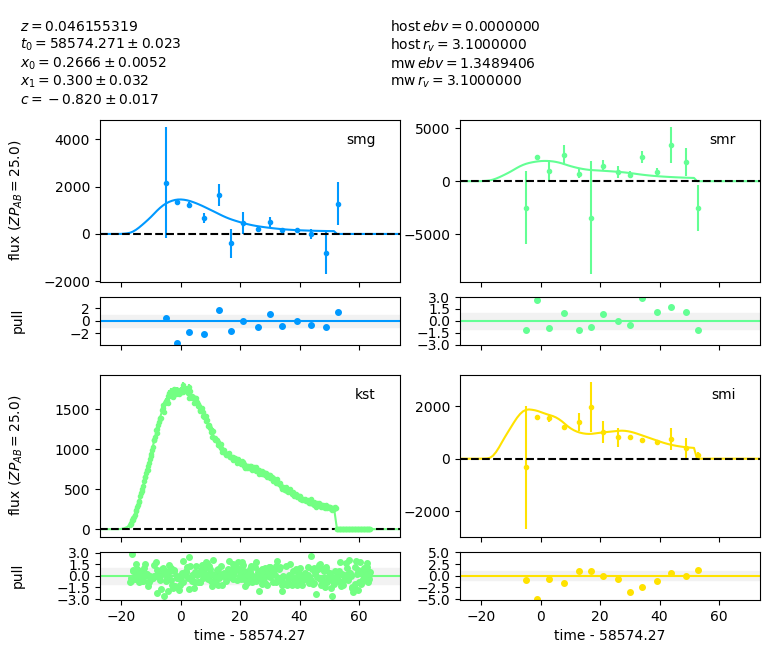 z = 0.046155319
t₀ = 58574.271 ± 0.023
x₀ = 0.2666 ± 0.0052
x₁ = 0.300 ± 0.032
c = −0.820 ± 0.017
host ebv = 0.0000000
host r_v = 3.1000000
mw ebv = 1.3489406
mw r_v = 3.1000000
flux (ZP_AB = 25.0)
4000
2000
0
−2000
smg
5000
0
−5000
smr
pull
2
0
−2
3.0
1.5
0.0
−1.5
−3.0
flux (ZP_AB = 25.0)
1500
1000
500
0
kst
2000
0
−2000
smi
pull
3.0
1.5
0.0
−1.5
−3.0
−20 0 20 40 60
time - 58574.27
5.0
2.5
0.0
−2.5
−5.0
−20 0 20 40 60
time - 58574.27